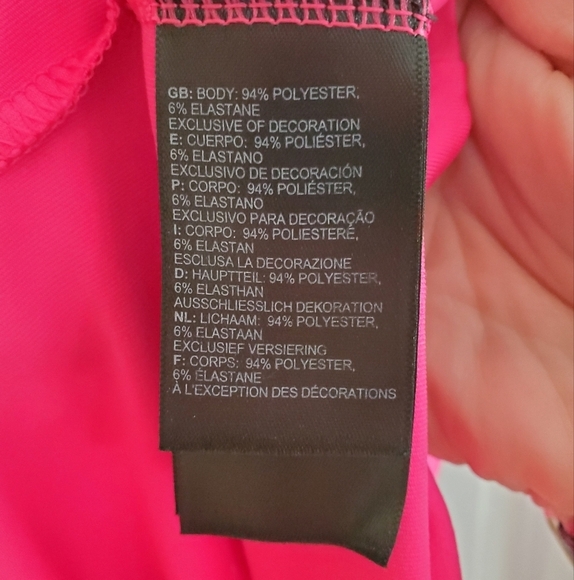 GB: BODY: 94% POLYESTER,
6% ELASTANE
EXCLUSIVE OF DECORATION
E: CUERPO: 94% POLIÉSTER,
6% ELASTANO
EXCLUSIVO DE DECORACIÓN
P: CORPO: 94% POLIÉSTER,
6% ELASTANO
EXCLUSIVO PARA DECORAÇÃO
I: CORPO: 94% POLIESTERE,
6% ELASTAN
ESCLUSA LA DECORAZIONE
D: HAUPTTEIL: 94% POLYESTER,
6% ELASTHAN
AUSSCHLIESSLICH DEKORATION
NL: LICHAAM: 94% POLYESTER,
6% ELASTAAN
EXCLUSIEF VERSIERING
F: CORPS: 94% POLYESTER,
6% ÉLASTANE
À L'EXCEPTION DES DÉCORATIONS